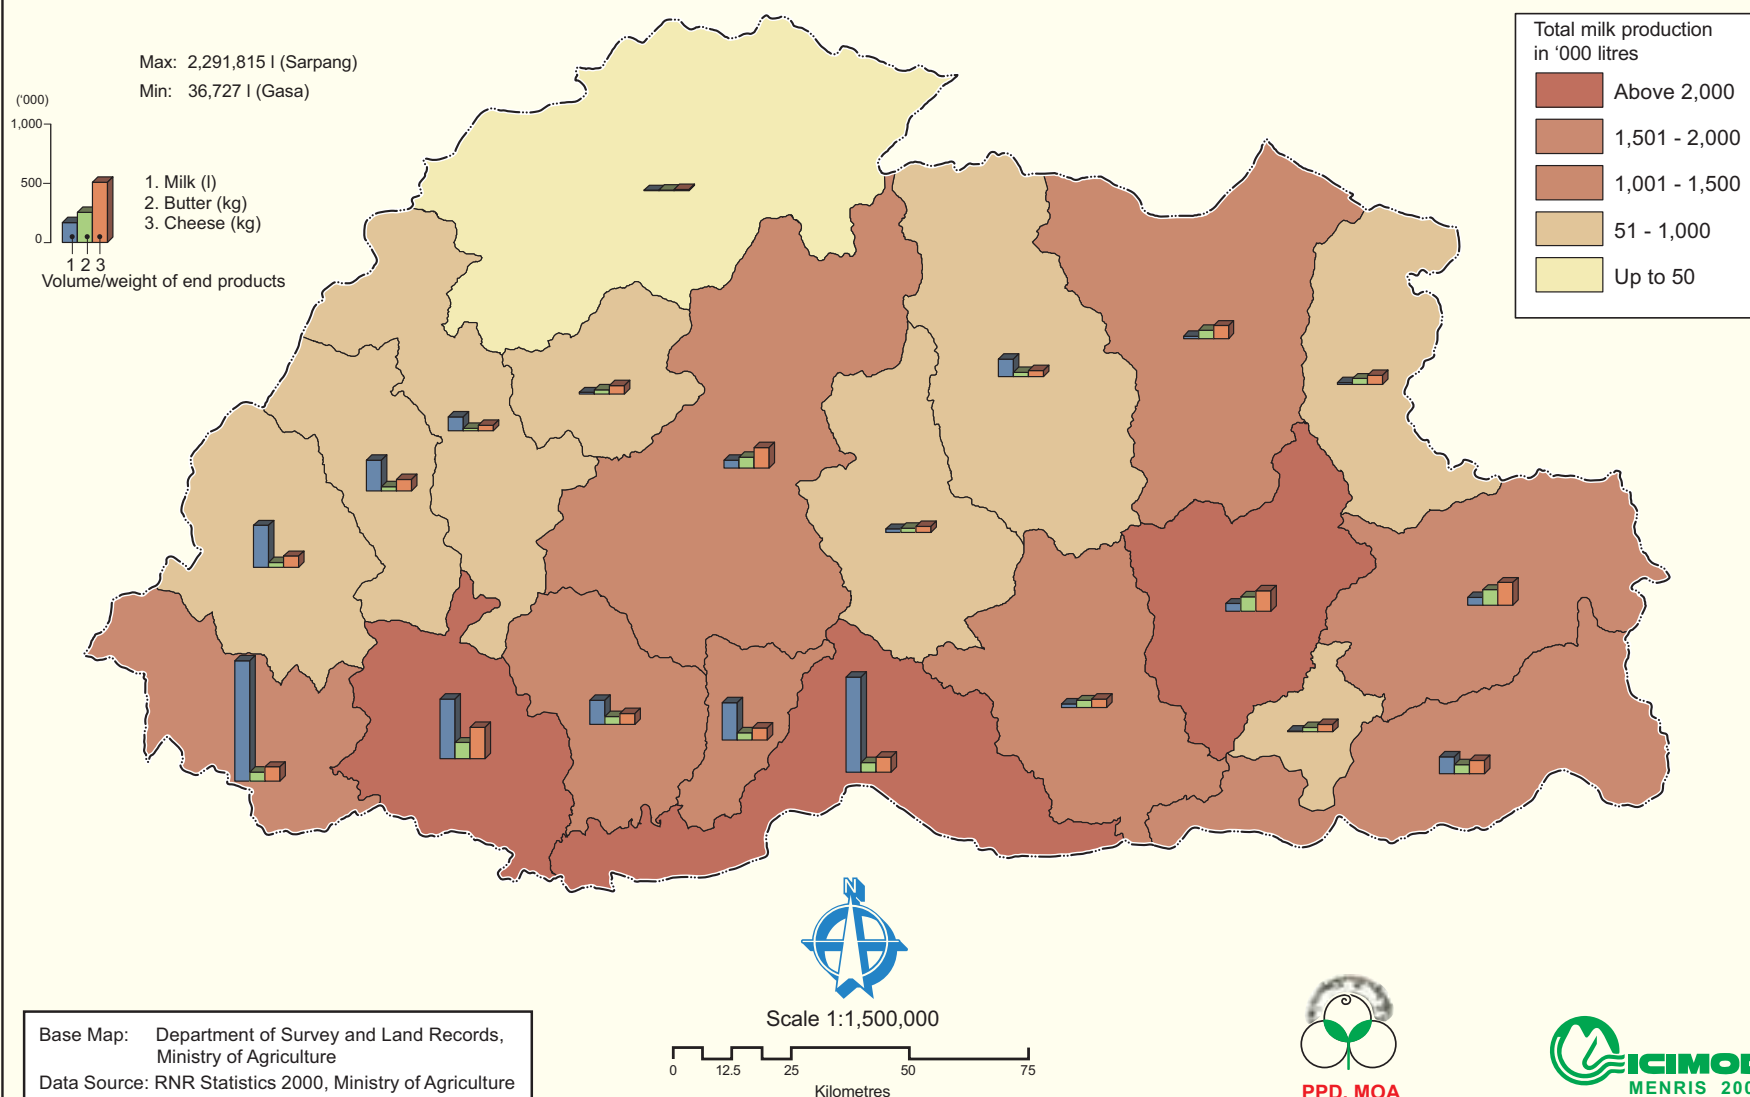 Max: 2,291,815 l (Sarpang)
Min: 36,727 l (Gasa)
('000)
1,000
500
0
1. Milk (l)
2. Butter (kg)
3. Cheese (kg)
1 2 3
Volume/weight of end products
Total milk production
in ‘000 litres
Above 2,000
1,501 - 2,000
1,001 - 1,500
51 - 1,000
Up to 50
N
Scale 1:1,500,000
0 12.5 25 50 75
Kilometres
Base Map: Department of Survey and Land Records,
Ministry of Agriculture
Data Source: RNR Statistics 2000, Ministry of Agriculture
PPD, MOA
ICIMOD
MENRIS 200